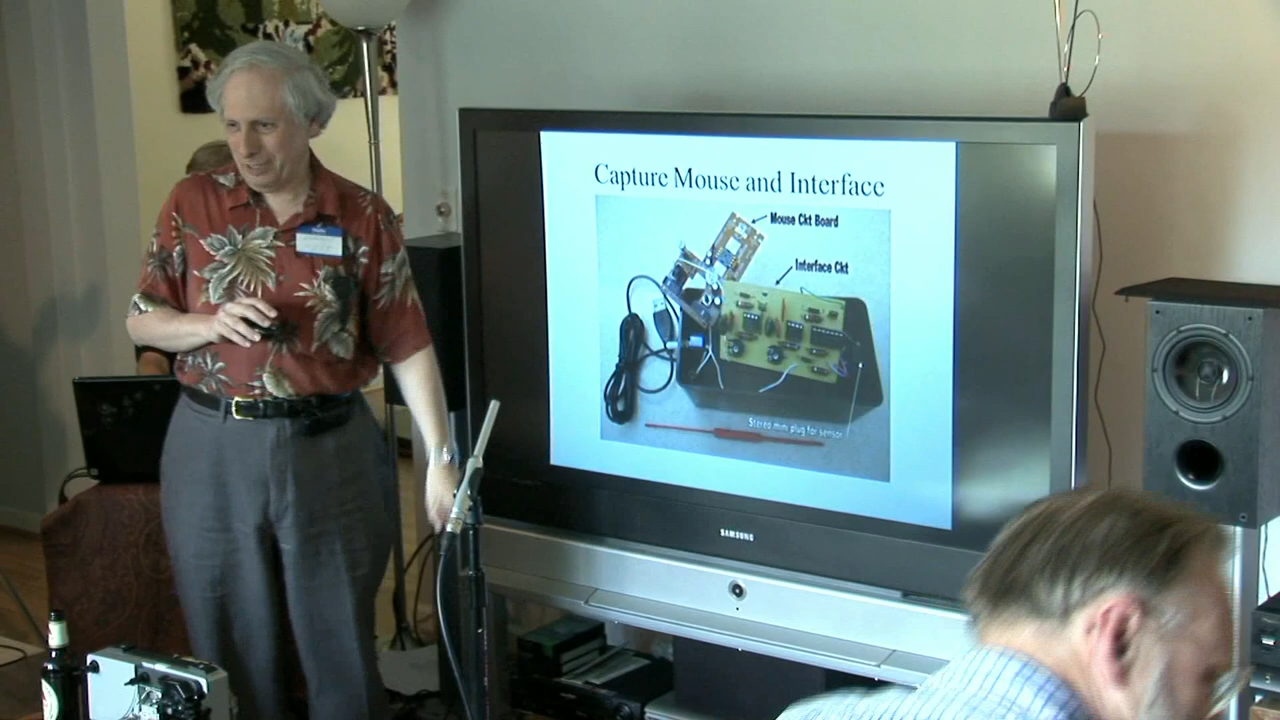 Capture Mouse and Interface
Mouse Ckt Board
Interface Ckt
Stereo mini plug for sensor
SAMSUNG